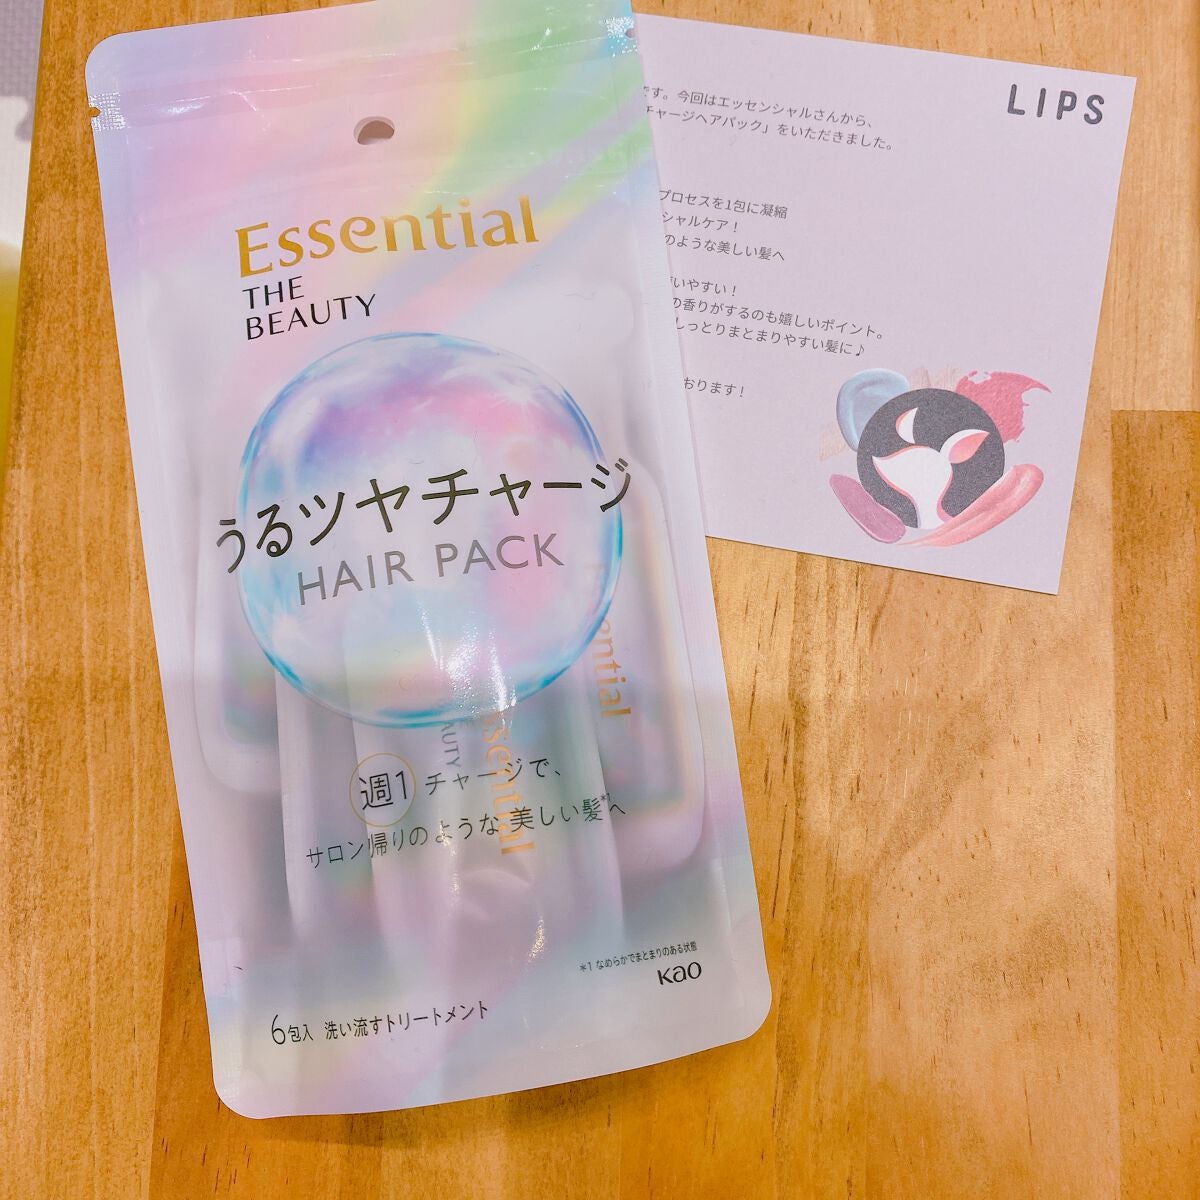 Essential
THE
BEAUTY
うるツヤチャージ
HAIR PACK
週1 チャージで、
サロン帰りのような美しい髪*¹へ
*1 なめらかでまとまりのある状態
Kao
6包入 洗い流すトリートメント
ential
sential
AUTY
LIPS
です。今回はエッセンシャルさんから、
チャージヘアパック」をいただきました。
プロセスを1包に凝縮
シャルケア！
のような美しい髪へ
いやすい！
の香りがするのも嬉しいポイント。
しっとりまとまりやすい髪に♪
おります！